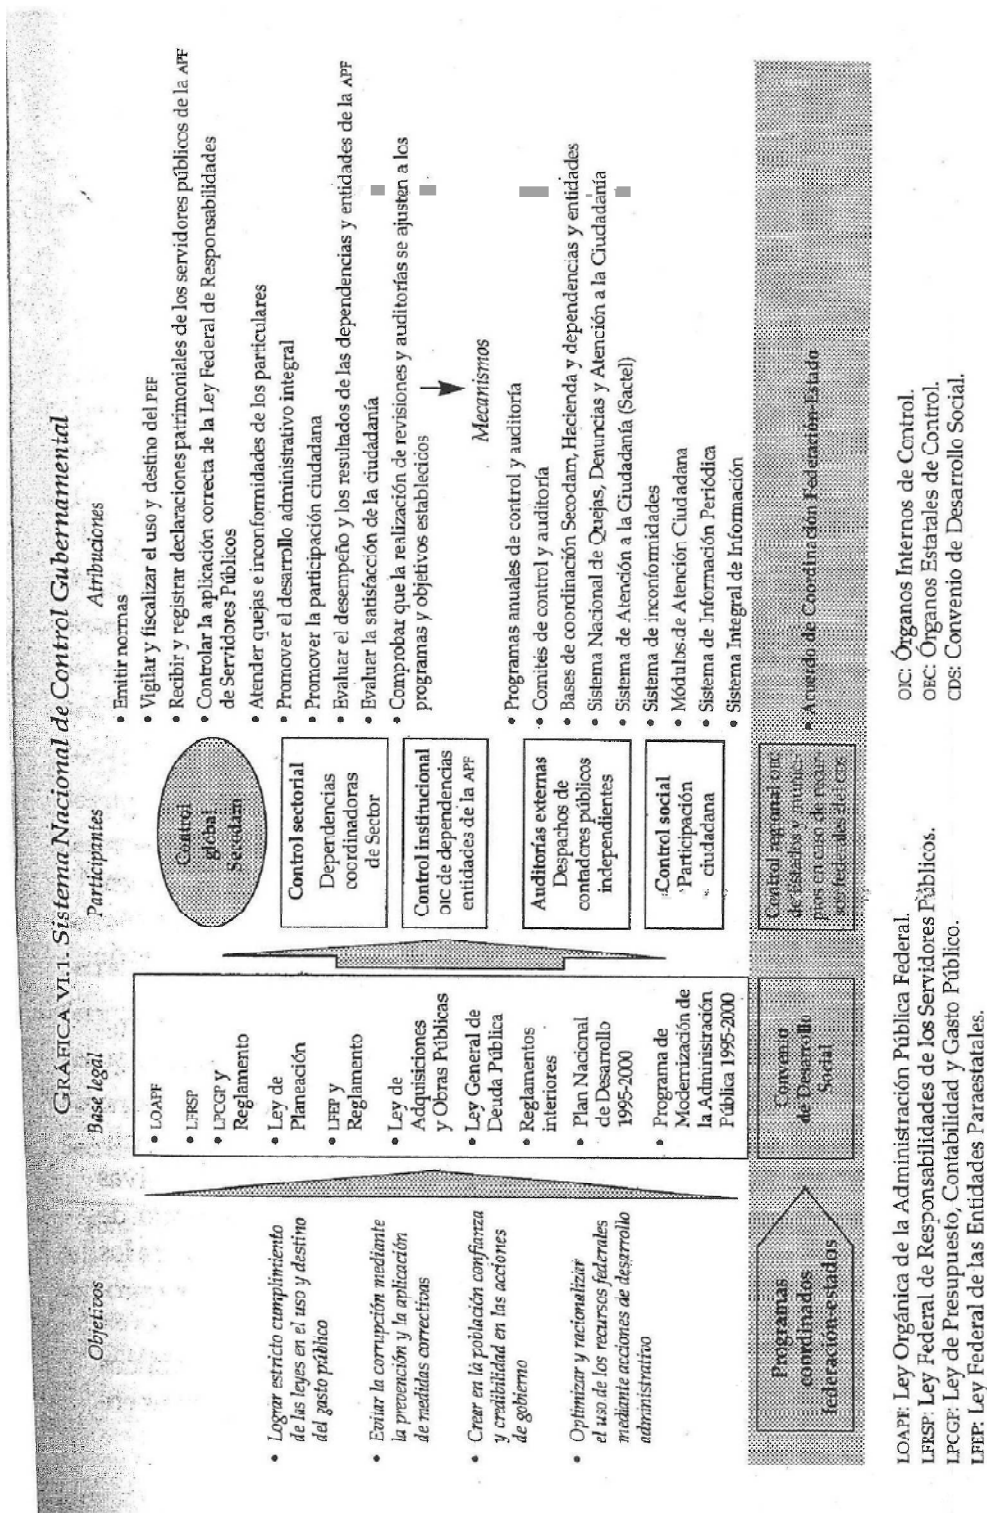 GRÁFICA VI.1. Sistema Nacional de Control Gubernamental
Objetivos
• Lograr estricto cumplimiento
de las leyes en el uso y destino
del gasto público
• Evitar la corrupción mediante
la prevención y la aplicación
de medidas correctivas
• Crear en la población confianza
y credibilidad en las acciones
de gobierno
• Optimizar y racionalizar
el uso de los recursos federales
mediante acciones de desarrollo
administrativo
Base legal
• LOAPF
• LFRSP
• LPCGP y
Reglamento
• Ley de
Planeación
• LFEP y
Reglamento
• Ley de
Adquisiciones
y Obras Públicas
• Ley General de
Deuda Pública
• Reglamentos
interiores
• Plan Nacional
de Desarrollo
1995-2000
• Programa de
Modernización de
la Administración
Pública 1995-2000
Participantes
Control
global
Secodam
Control sectorial
Dependencias
coordinadoras
de Sector
Control institucional
OIC de dependencias
entidades de la APF
Auditorías externas
Despachos de
contadores públicos
independientes
Control social
Participación
ciudadana
Atribuciones
• Emitir normas
• Vigilar y fiscalizar el uso y destino del PEF
• Recibir y registrar declaraciones patrimoniales de los servidores públicos de la APF
• Controlar la aplicación correcta de la Ley Federal de Responsabilidades
de Servidores Públicos
• Atender quejas e inconformidades de los particulares
• Promover el desarrollo administrativo integral
• Promover la participación ciudadana
• Evaluar el desempeño y los resultados de las dependencias y entidades de la APF
• Evaluar la satisfacción de la ciudadanía
• Comprobar que la realización de revisiones y auditorías se ajusten a los
programas y objetivos establecicos
Mecanismos
• Programas anuales de control y auditoría
• Comités de control y auditoría
• Bases de coordinación Secodam, Hacienda y dependencias y entidades
• Sistema Nacional de Quejas, Denuncias y Atención a la Ciudadanía
• Sistema de Atención a la Ciudadanía (Sactel)
• Sistema de inconformidades
• Módulos de Atención Ciudadana
• Sistema de Información Periódica
• Sistema Integral de Información
Programas
coordinados
federación-estados
Convenio
de Desarrollo
Social
Control regional OEC
de Estados y munici-
pios en caso de recur-
sos federales del CDS
• Acuerdo de Coordinación Federación-Estado
LOAPF: Ley Orgánica de la Administración Pública Federal.
LFRSP: Ley Federal de Responsabilidades de los Servidores Públicos.
LPCGP: Ley de Presupuesto, Contabilidad y Gasto Público.
LFEP: Ley Federal de las Entidades Paraestatales.
OIC: Órganos Internos de Control.
OEC: Órganos Estatales de Control.
CDS: Convenio de Desarrollo Social.